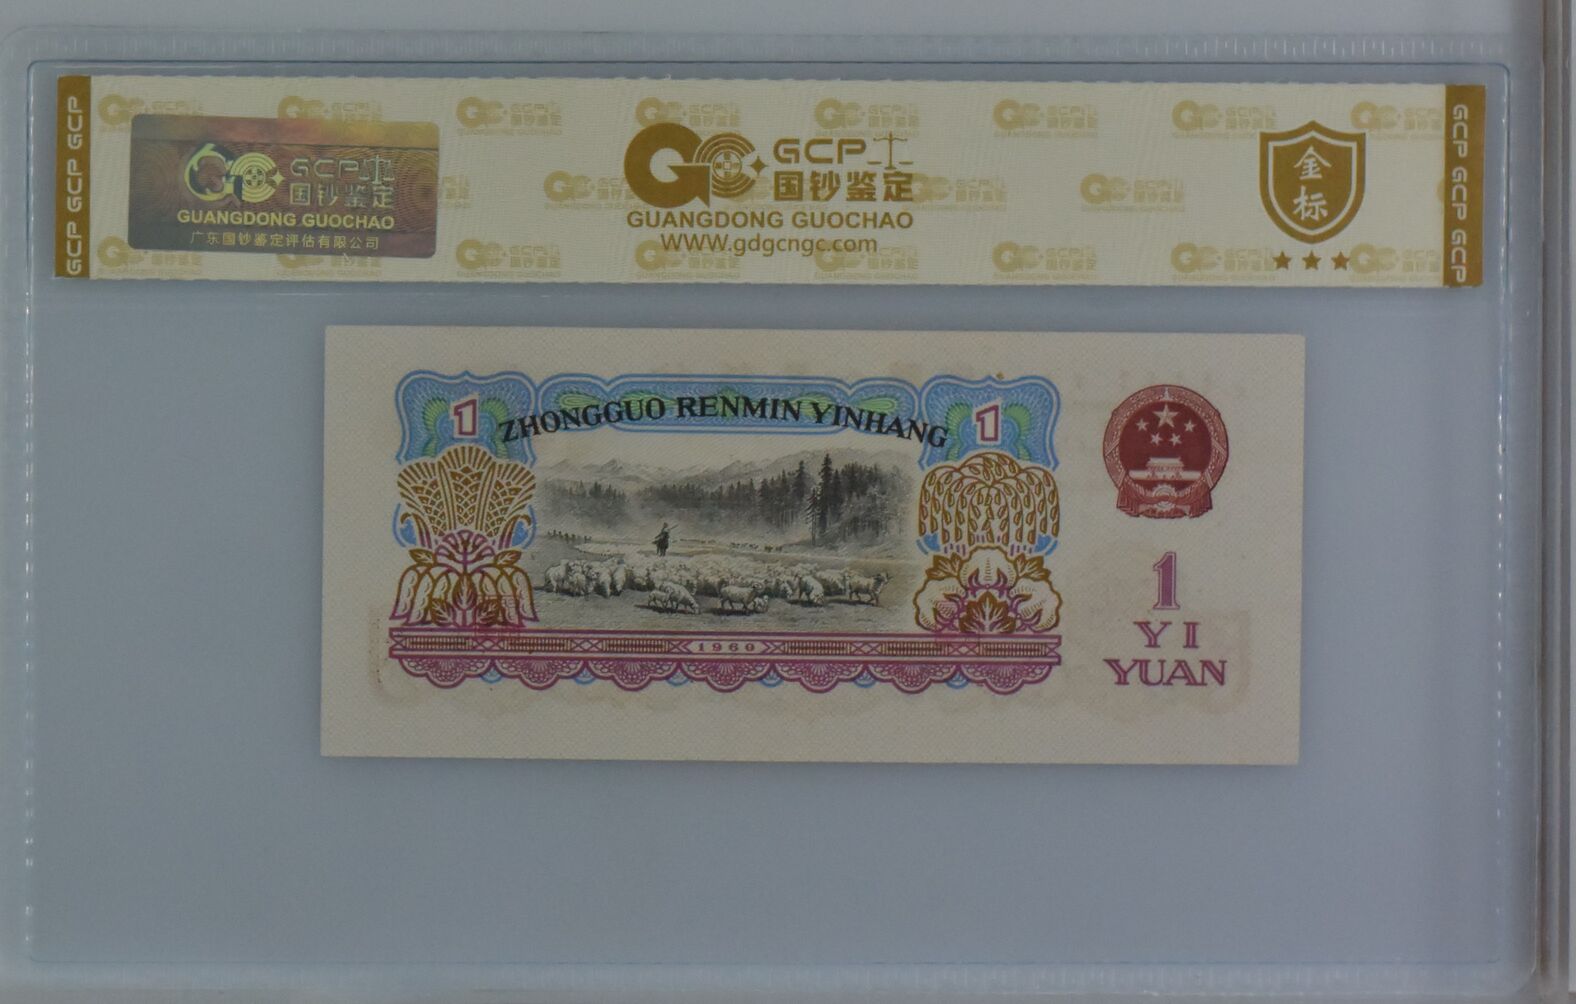 GCP GCP GCP
GCP
国钞鉴定
GUANGDONG GUOCHAO
广东国钞鉴定评估有限公司
GCP
国钞鉴定
GUANGDONG GUOCHAO
WWW.gdgcngc.com
金标
GCP GCP GCP
1 ZHONGGUO RENMIN YINHANG 1
1
YI
YUAN
1960